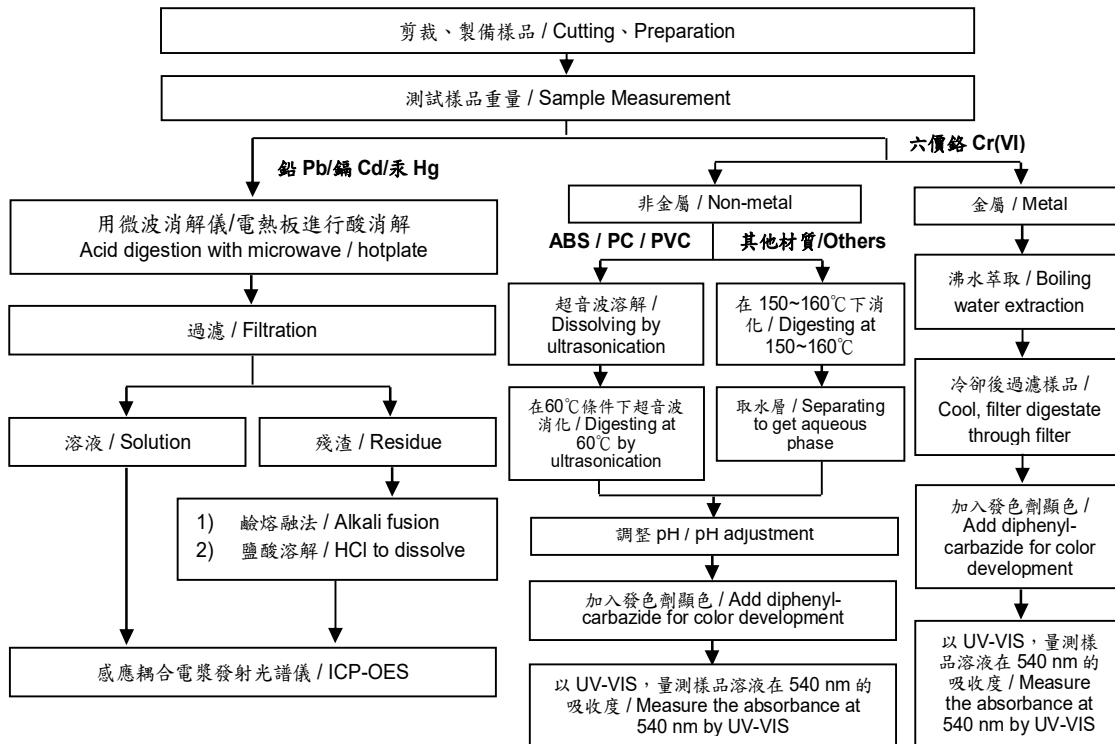 剪裁、製備樣品 / Cutting、Preparation
測試樣品重量 / Sample Measurement
鉛 Pb/鎘 Cd/汞 Hg
六價鉻 Cr(VI)
用微波消解儀/電熱板進行酸消解
Acid digestion with microwave / hotplate
過濾 / Filtration
溶液 / Solution
殘渣 / Residue
1) 鹼熔融法 / Alkali fusion
2) 鹽酸溶解 / HCl to dissolve
感應耦合電漿發射光譜儀 / ICP-OES
非金屬 / Non-metal
ABS / PC / PVC
其他材質/Others
超音波溶解 /
Dissolving by
ultrasonication
在 150~160℃下消
化 / Digesting at
150~160℃
在60℃條件下超音波
消化 / Digesting at
60℃ by
ultrasonication
取水層 / Separating
to get aqueous
phase
調整 pH / pH adjustment
加入發色劑顯色 / Add diphenyl-
carbazide for color development
以 UV-VIS，量測樣品溶液在 540 nm 的
吸收度 / Measure the absorbance at
540 nm by UV-VIS
金屬 / Metal
沸水萃取 / Boiling
water extraction
冷卻後過濾樣品 /
Cool, filter digestate
through filter
加入發色劑顯色 /
Add diphenyl-
carbazide for color
development
以 UV-VIS，量測樣
品溶液在 540 nm 的
吸收度 / Measure
the absorbance at
540 nm by UV-VIS